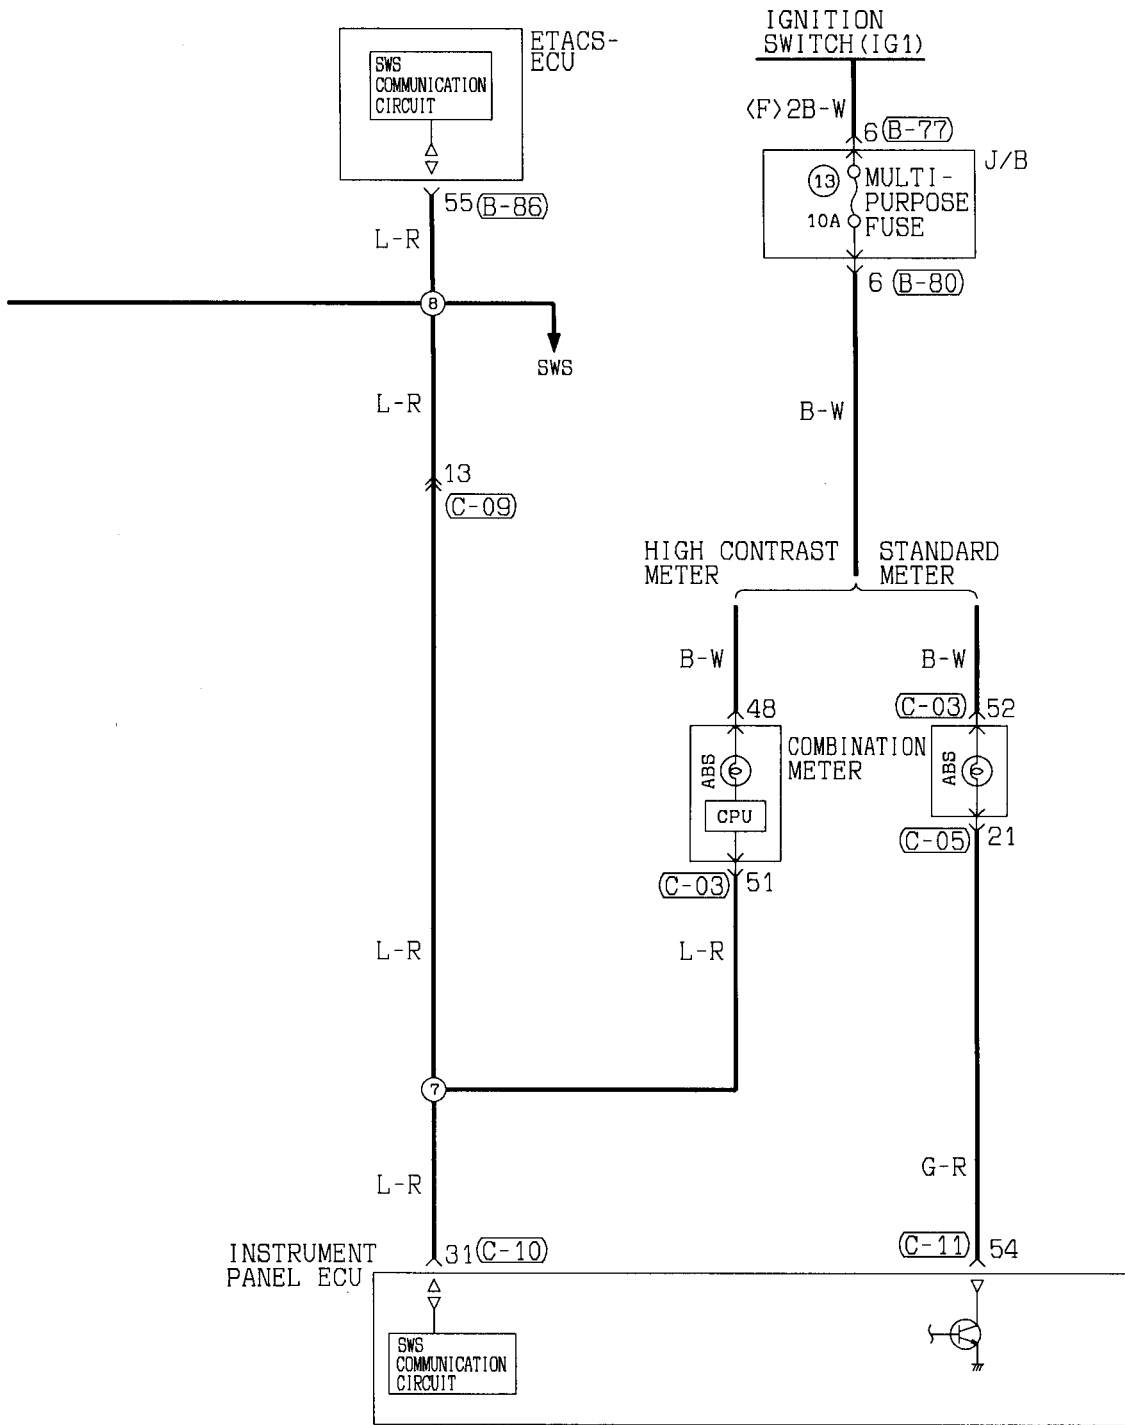 IGNITION
SWITCH(IG1)
ETACS-
ECU
SWS
COMMUNICATION
CIRCUIT
<F>2B-W
6 B-77
J/B
13
MULTI-
PURPOSE
FUSE
10A
55 B-86
L-R
6 B-80
8
SWS
L-R
B-W
13
C-09
HIGH CONTRAST
METER
STANDARD
METER
B-W
B-W
48
C-03 52
ABS
CPU
COMBINATION
METER
ABS
C-05 21
C-03 51
L-R
L-R
7
L-R
G-R
INSTRUMENT
PANEL ECU
31 C-10
C-11 54
SWS
COMMUNICATION
CIRCUIT